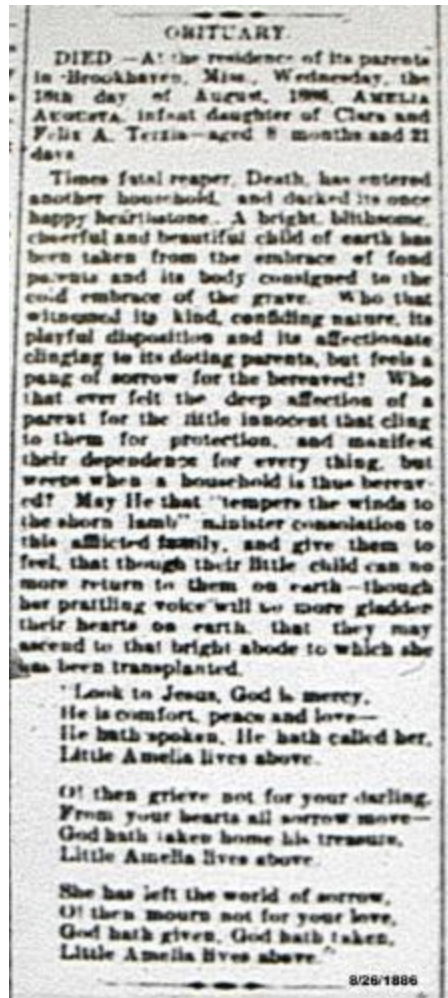 OBITUARY.
DIED —At the residence of its parents
in Brookhaven, Miss., Wednesday, the
18th day of August, 1886, AMELIA
AUGUSTA, infant daughter of Clara and
Felix A. Terzia—aged 8 months and 21
days
Times fatal reaper, Death, has entered
another household, and darked its once
happy hearthstone. A bright, blithsome,
cheerful and beautiful child of earth has
been taken from the embrace of fond
parents and its body consigned to the
cold embrace of the grave. Who that
witnessed its kind, confiding nature, its
playful disposition and its affectionate
clinging to its doting parents, but feels a
pang of sorrow for the bereaved? Who
that ever felt the deep affection of a
parent for the little innocent that cling
to them for protection, and manifest
their dependence for every thing, but
weeps when a household is thus bereav-
ed? May He that "tempers the winds to
the shorn lamb" minister consolation to
this afflicted family, and give them to
feel, that though their little child can no
more return to them on earth—though
her prattling voice will no more gladden
their hearts on earth, that they may
ascend to that bright abode to which she
has been transplanted.
"Look to Jesus, God is mercy,
He is comfort, peace and love—
He hath spoken, He hath called her,
Little Amelia lives above.
O! then grieve not for your darling,
From your hearts all sorrow move—
God hath taken home his treasure,
Little Amelia lives above.
She has left the world of sorrow,
O! then mourn not for your love,
God hath given, God hath taken,
Little Amelia lives above."
8/26/1886